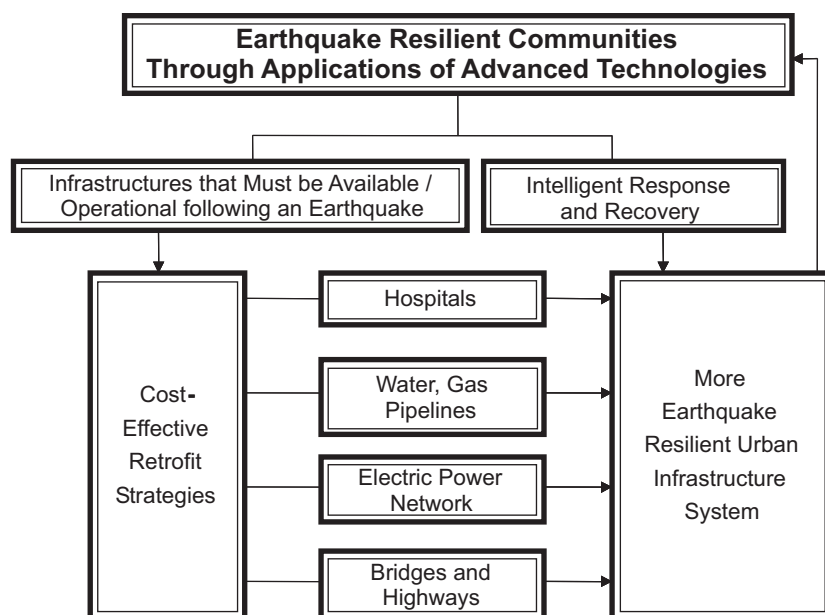 Earthquake Resilient Communities
Through Applications of Advanced Technologies
Infrastructures that Must be Available /
Operational following an Earthquake
Intelligent Response
and Recovery
Cost-
Effective
Retrofit
Strategies
Hospitals
Water, Gas
Pipelines
Electric Power
Network
Bridges and
Highways
More
Earthquake
Resilient Urban
Infrastructure
System